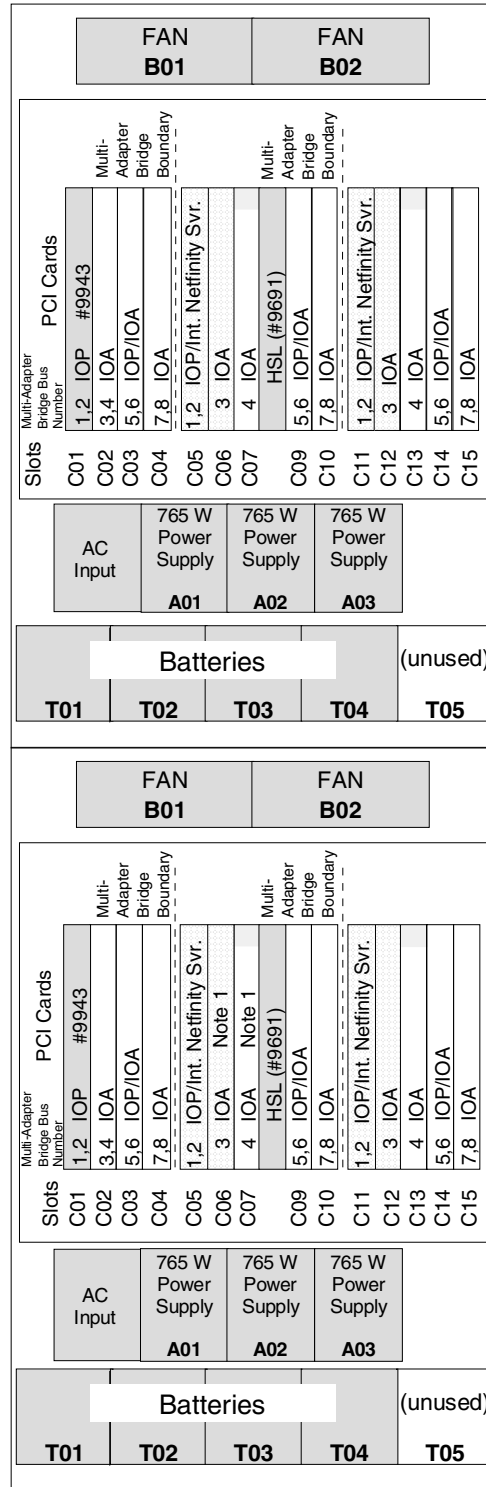 FAN
B01
FAN
B02
Multi-
Adapter
Bridge
Boundary
Multi-
Adapter
Bridge
Boundary
PCI Cards
Multi-Adapter
Bridge Bus
Number
Slots
C01 1,2 IOP #9943
C02 3,4 IOA
C03 5,6 IOP/IOA
C04 7,8 IOA
C05 1,2 IOP/Int. Netfinity Svr.
C06 3 IOA
C07 4 IOA
HSL (#9691)
C09 5,6 IOP/IOA
C10 7,8 IOA
C11 1,2 IOP/Int. Netfinity Svr.
C12 3 IOA
C13 4 IOA
C14 5,6 IOP/IOA
C15 7,8 IOA
AC
Input
765 W
Power
Supply
A01
765 W
Power
Supply
A02
765 W
Power
Supply
A03
Batteries
(unused)
T01 T02 T03 T04 T05
FAN
B01
FAN
B02
Multi-
Adapter
Bridge
Boundary
Multi-
Adapter
Bridge
Boundary
PCI Cards
Multi-Adapter
Bridge Bus
Number
Slots
C01 1,2 IOP #9943
C02 3,4 IOA
C03 5,6 IOP/IOA
C04 7,8 IOA
C05 1,2 IOP/Int. Netfinity Svr.
C06 3 IOA Note 1
C07 4 IOA Note 1
HSL (#9691)
C09 5,6 IOP/IOA
C10 7,8 IOA
C11 1,2 IOP/Int. Netfinity Svr.
C12 3 IOA
C13 4 IOA
C14 5,6 IOP/IOA
C15 7,8 IOA
AC
Input
765 W
Power
Supply
A01
765 W
Power
Supply
A02
765 W
Power
Supply
A03
Batteries
(unused)
T01 T02 T03 T04 T05